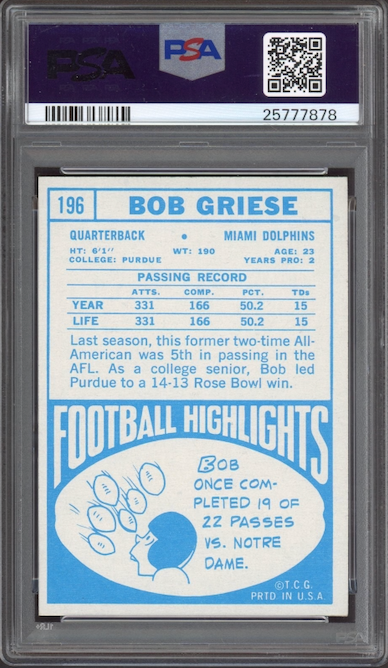 PSA
PSA
25777878
196 BOB GRIESE
QUARTERBACK • MIAMI DOLPHINS
HT: 6'1" WT: 190 AGE: 23
COLLEGE: PURDUE YEARS PRO: 2
PASSING RECORD
ATTS. COMP. PCT. TDs
YEAR 331 166 50.2 15
LIFE 331 166 50.2 15
Last season, this former two-time All-
American was 5th in passing in the
AFL. As a college senior, Bob led
Purdue to a 14-13 Rose Bowl win.
FOOTBALL HIGHLIGHTS
BOB
ONCE COM-
PLETED 19 OF
22 PASSES
VS. NOTRE
DAME.
©T.C.G.
PRTD IN U.S.A.